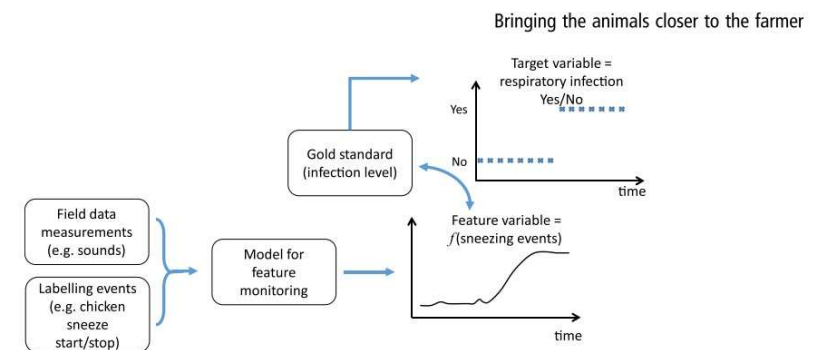 Bringing the animals closer to the farmer
Target variable =
respiratory infection
Yes/No
Yes
No
time
Gold standard
(infection level)
Field data
measurements
(e.g. sounds)
Labelling events
(e.g. chicken
sneeze
start/stop)
Model for
feature
monitoring
Feature variable =
f(sneezing events)
time